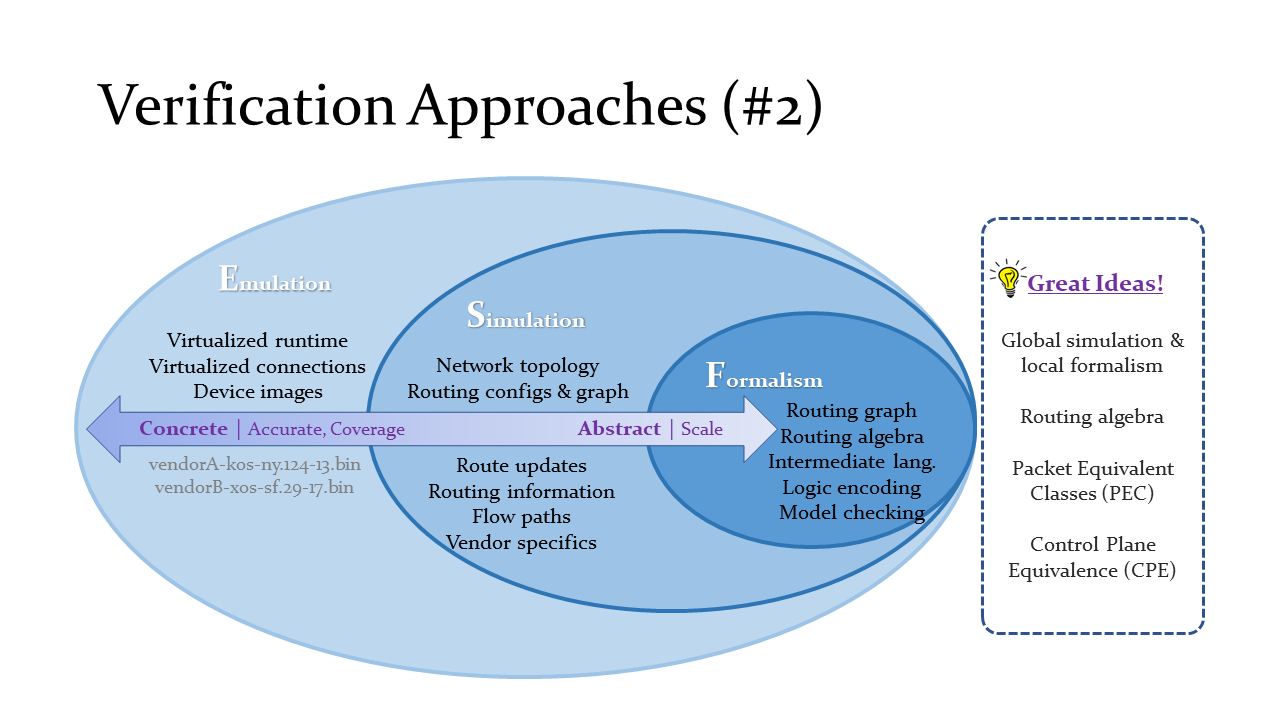 Verification Approaches (#2)
Emulation
Virtualized runtime
Virtualized connections
Device images
Simulation
Network topology
Routing configs & graph
Formalism
Routing graph
Routing algebra
Intermediate lang.
Logic encoding
Model checking
Concrete | Accurate, Coverage
Abstract | Scale
vendorA-kos-ny.124-13.bin
vendorB-xos-sf.29-17.bin
Route updates
Routing information
Flow paths
Vendor specifics
Great Ideas!
Global simulation &
local formalism
Routing algebra
Packet Equivalent
Classes (PEC)
Control Plane
Equivalence (CPE)